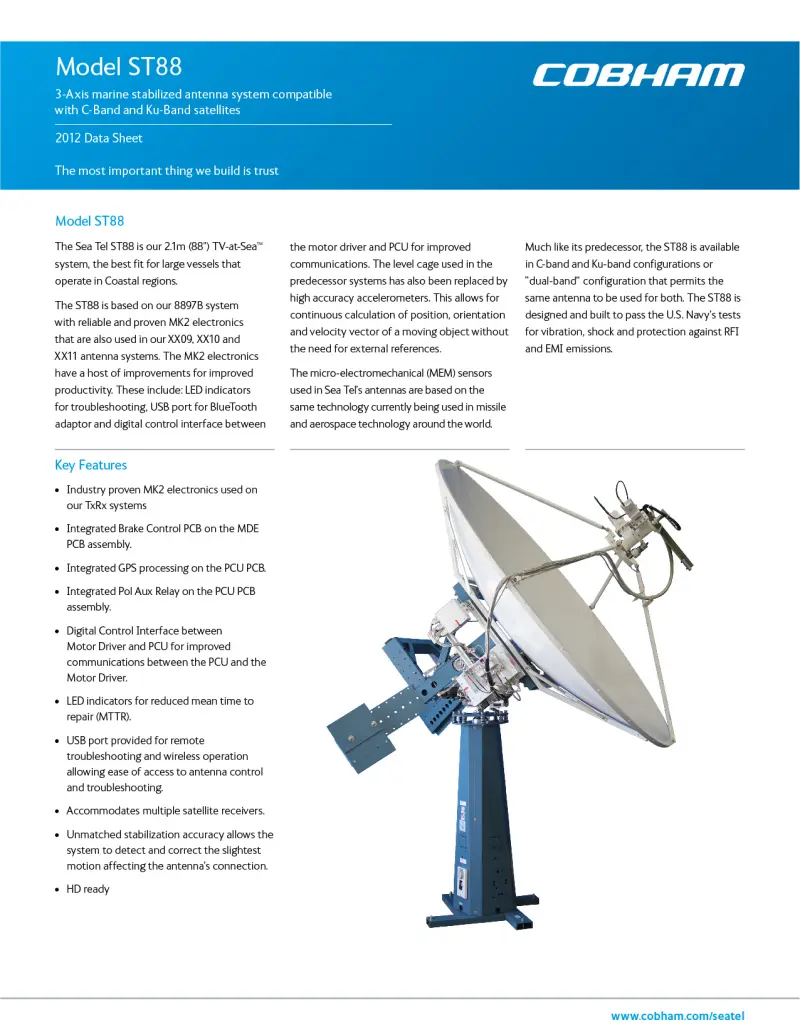 Model ST88
3-Axis marine stabilized antenna system compatible
with C-Band and Ku-Band satellites
2012 Data Sheet
The most important thing we build is trust
COBHAM
Model ST88
The Sea Tel ST88 is our 2.1m (88") TV-at-Sea™
system, the best fit for large vessels that
operate in Coastal regions.
The ST88 is based on our 8897B system
with reliable and proven MK2 electronics
that are also used in our XX09, XX10 and
XX11 antenna systems. The MK2 electronics
have a host of improvements for improved
productivity. These include: LED indicators
for troubleshooting, USB port for BlueTooth
adaptor and digital control interface between
the motor driver and PCU for improved
communications. The level cage used in the
predecessor systems has also been replaced by
high accuracy accelerometers. This allows for
continuous calculation of position, orientation
and velocity vector of a moving object without
the need for external references.
The micro-electromechanical (MEM) sensors
used in Sea Tel's antennas are based on the
same technology currently being used in missile
and aerospace technology around the world.
Much like its predecessor, the ST88 is available
in C-band and Ku-band configurations or
"dual-band" configuration that permits the
same antenna to be used for both. The ST88 is
designed and built to pass the U.S. Navy's tests
for vibration, shock and protection against RFI
and EMI emissions.
Key Features
• Industry proven MK2 electronics used on
our TxRx systems
• Integrated Brake Control PCB on the MDE
PCB assembly.
• Integrated GPS processing on the PCU PCB.
• Integrated Pol Aux Relay on the PCU PCB
assembly.
• Digital Control Interface between
Motor Driver and PCU for improved
communications between the PCU and the
Motor Driver.
• LED indicators for reduced mean time to
repair (MTTR).
• USB port provided for remote
troubleshooting and wireless operation
allowing ease of access to antenna control
and troubleshooting.
• Accommodates multiple satellite receivers.
• Unmatched stabilization accuracy allows the
system to detect and correct the slightest
motion affecting the antenna's connection.
• HD ready
www.cobham.com/seatel